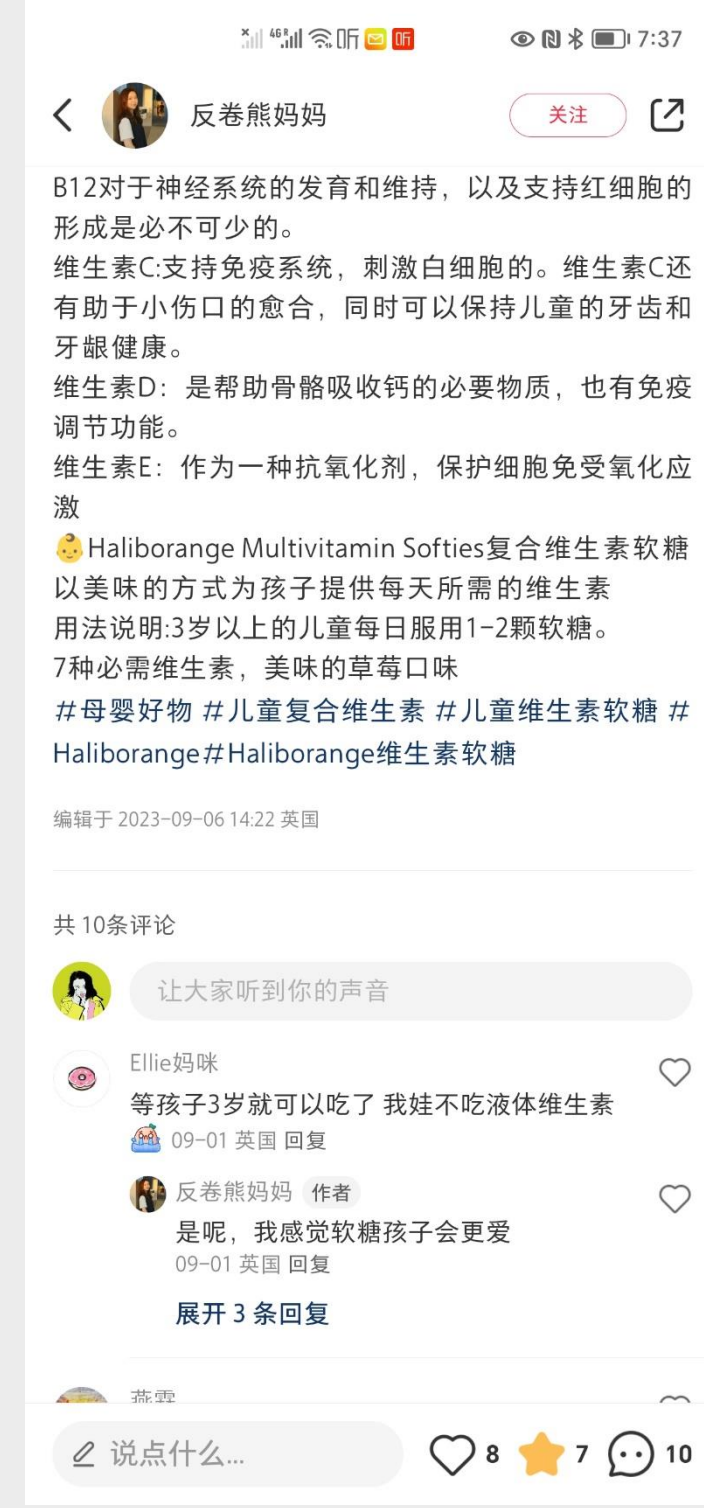 46R 听 听 7:37
反卷熊妈妈 关注
B12对于神经系统的发育和维持，以及支持红细胞的
形成是必不可少的。
维生素C:支持免疫系统，刺激白细胞的。维生素C还
有助于小伤口的愈合，同时可以保持儿童的牙齿和
牙龈健康。
维生素D：是帮助骨骼吸收钙的必要物质，也有免疫
调节功能。
维生素E：作为一种抗氧化剂，保护细胞免受氧化应
激
👶Haliborange Multivitamin Softies复合维生素软糖
以美味的方式为孩子提供每天所需的维生素
用法说明:3岁以上的儿童每日服用1-2颗软糖。
7种必需维生素，美味的草莓口味
#母婴好物 #儿童复合维生素 #儿童维生素软糖 #
Haliborange#Haliborange维生素软糖
编辑于 2023-09-06 14:22 英国
共 10条评论
让大家听到你的声音
Ellie妈咪
等孩子3岁就可以吃了 我娃不吃液体维生素
09-01 英国 回复
反卷熊妈妈 作者
是呢，我感觉软糖孩子会更爱
09-01 英国 回复
展开 3 条回复
燕霖
说点什么... 8 7 10